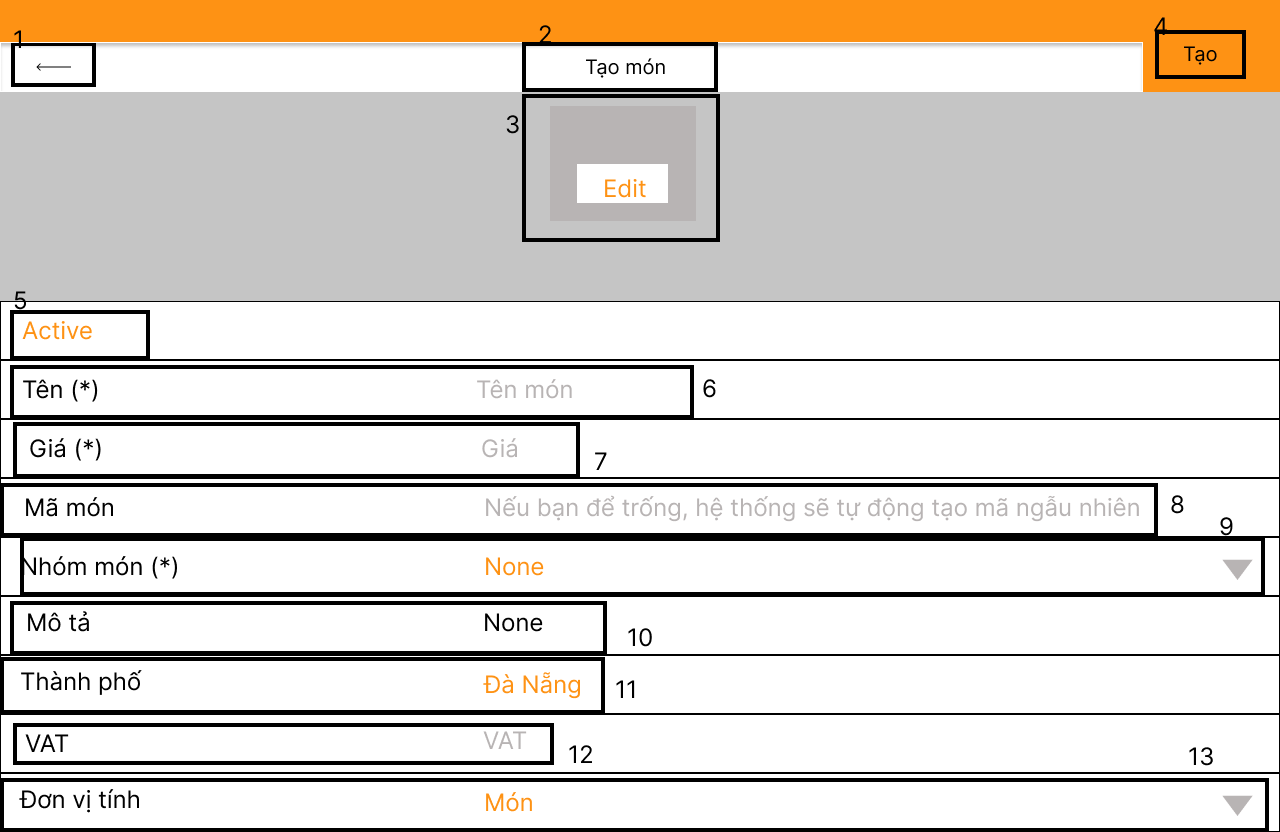 1
2
4
Tạo món
Tạo
3
Edit
5
Active
Tên (*) Tên món 6
Giá (*) Giá 7
Mã món Nếu bạn để trống, hệ thống sẽ tự động tạo mã ngẫu nhiên 8
9
Nhóm món (*) None
Mô tả None 10
Thành phố Đà Nẵng 11
VAT VAT 12
13
Đơn vị tính Món